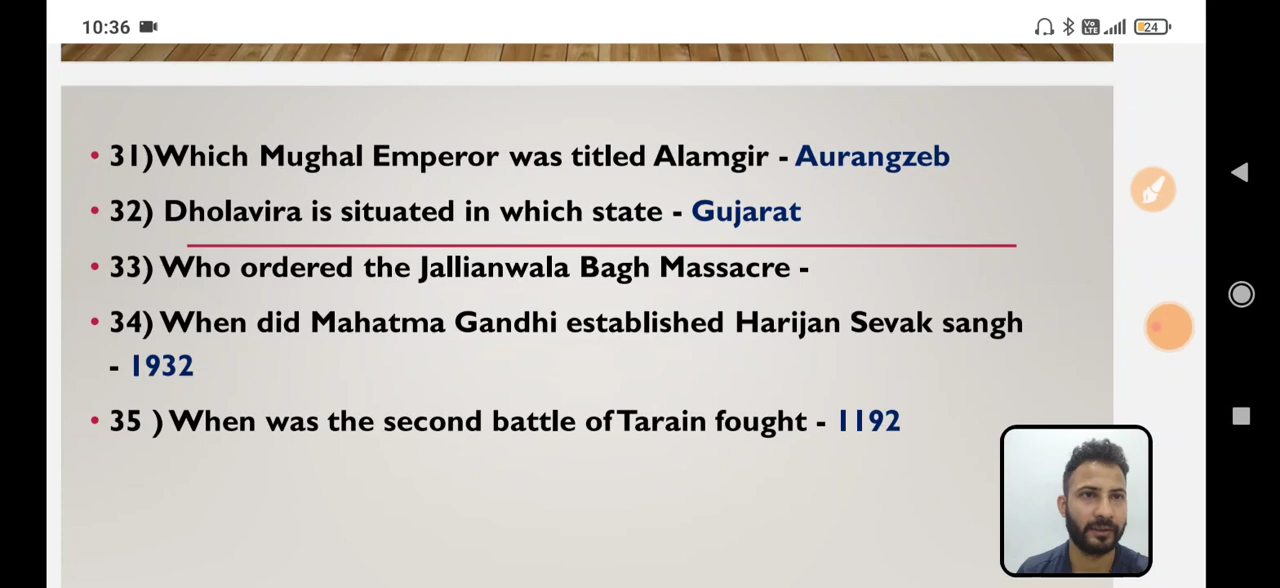 10:36
Vo LTE 24
• 31)Which Mughal Emperor was titled Alamgir - Aurangzeb
• 32) Dholavira is situated in which state - Gujarat
• 33) Who ordered the Jallianwala Bagh Massacre -
• 34) When did Mahatma Gandhi established Harijan Sevak sangh
- 1932
• 35 ) When was the second battle of Tarain fought - 1192